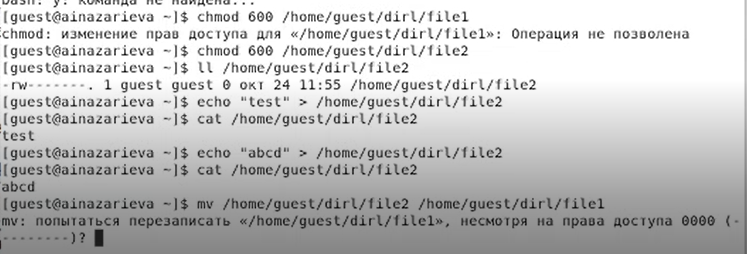 bash: у: команда не найдена...
[guest@ainazarieva ~]$ chmod 600 /home/guest/dirl/file1
chmod: изменение прав доступа для «/home/guest/dirl/file1»: Операция не позволена
[guest@ainazarieva ~]$ chmod 600 /home/guest/dirl/file2
[guest@ainazarieva ~]$ ll /home/guest/dirl/file2
-rw-------. 1 guest guest 0 окт 24 11:55 /home/guest/dirl/file2
[guest@ainazarieva ~]$ echo "test" > /home/guest/dirl/file2
[guest@ainazarieva ~]$ cat /home/guest/dirl/file2
test
[guest@ainazarieva ~]$ echo "abcd" > /home/guest/dirl/file2
[guest@ainazarieva ~]$ cat /home/guest/dirl/file2
abcd
[guest@ainazarieva ~]$ mv /home/guest/dirl/file2 /home/guest/dirl/file1
mv: попытаться перезаписать «/home/guest/dirl/file1», несмотря на права доступа 0000 (-
--------)?